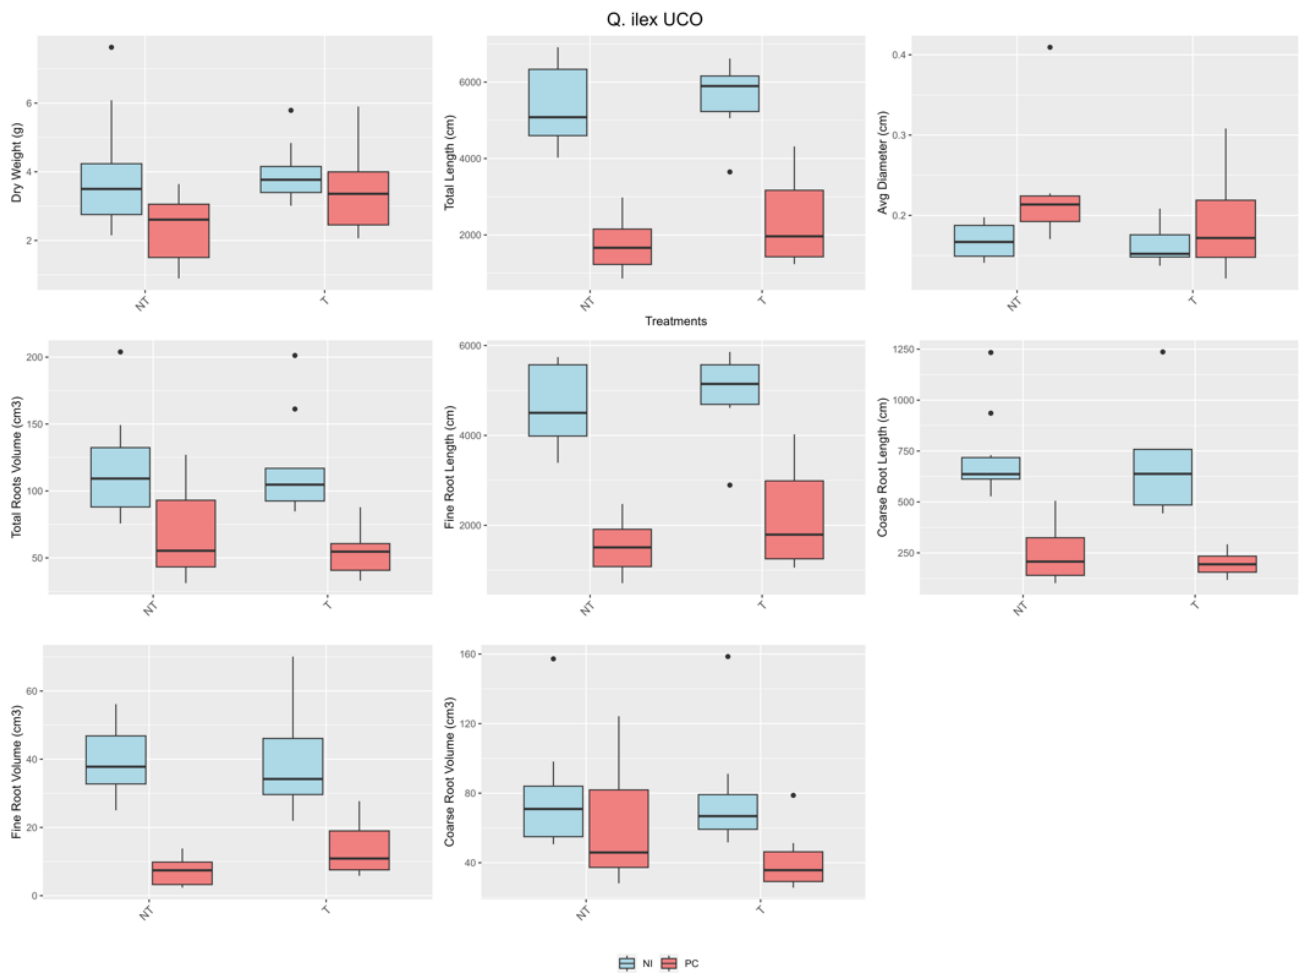 Q. ilex UCO
Dry Weight (g)
6
4
2
NT
T
Total Length (cm)
6000
4000
2000
NT
T
Treatments
Avg Diameter (cm)
0.4
0.3
0.2
NT
T
Total Roots Volume (cm3)
200
150
100
50
NT
T
Fine Root Length (cm)
6000
4000
2000
NT
T
Coarse Root Length (cm)
1250
1000
750
500
250
NT
T
Fine Root Volume (cm3)
60
40
20
0
NT
T
Coarse Root Volume (cm3)
160
120
80
40
NT
T
NI PC